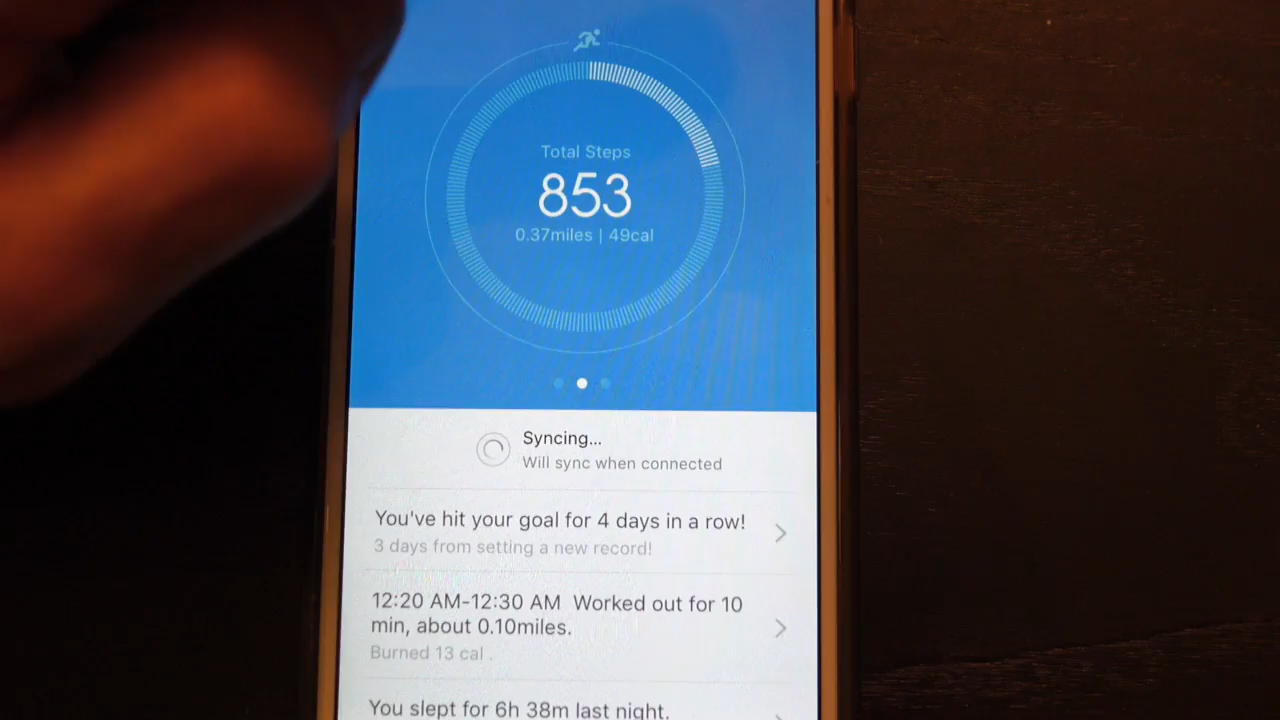 Total Steps
853
0.37miles | 49cal
Syncing...
Will sync when connected
You've hit your goal for 4 days in a row!
3 days from setting a new record!
12:20 AM-12:30 AM Worked out for 10
min, about 0.10miles.
Burned 13 cal .
You slept for 6h 38m last night.